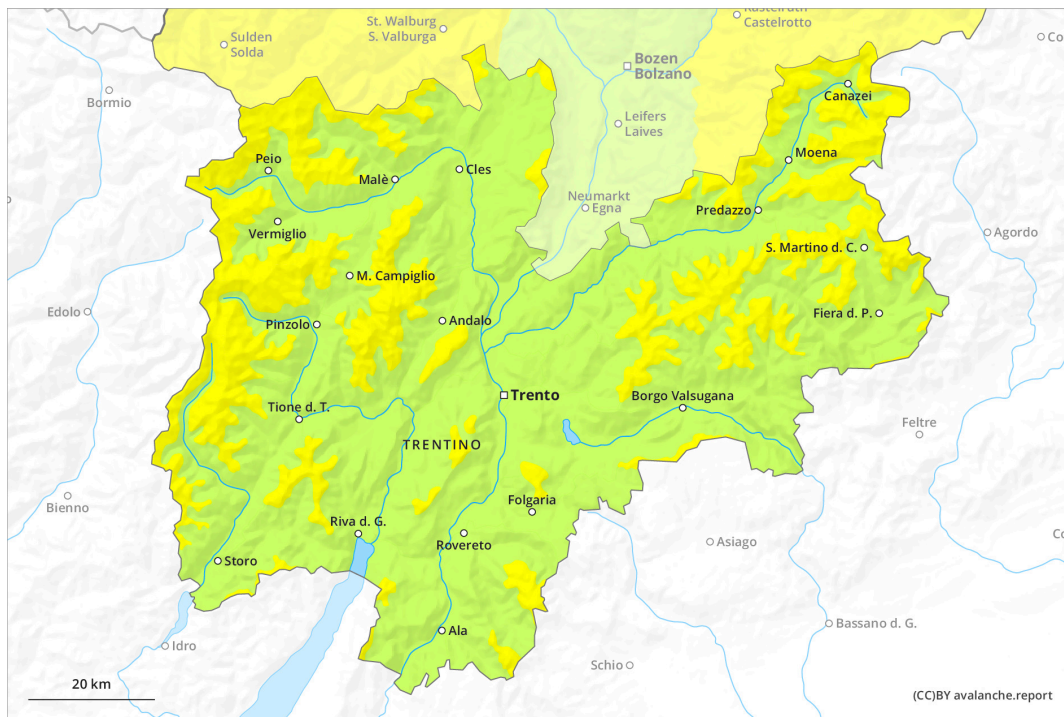 Kastelruth
Castelrotto
St. Walburg
S. Valburga
Sulden
Solda
Bozen
Bolzano
Bormio
Canazei
Leifers
Laives
Moena
Peio
Malè
Cles
Neumarkt
Egna
Predazzo
Vermiglio
Agordo
S. Martino d. C.
M. Campiglio
Edolo
Pinzolo
Andalo
Fiera d. P.
Trento
Borgo Valsugana
Tione d. T.
Feltre
TRENTINO
Bienno
Folgaria
Riva d. G.
Rovereto
Asiago
Storo
Bassano d. G.
Ala
Idro
Schio
20 km
(CC)BY avalanche.report